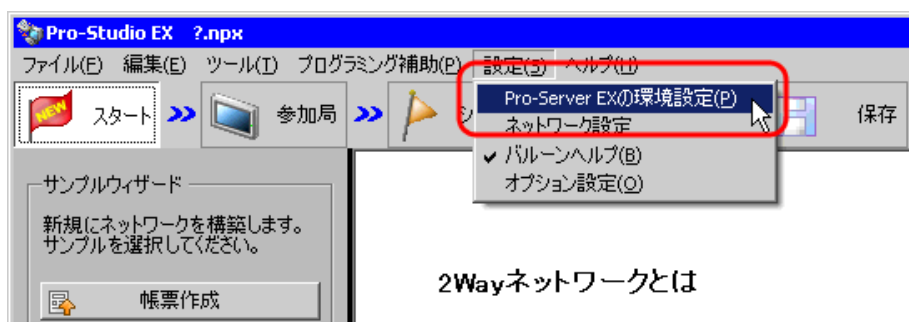 Pro-Studio EX ?.npx
ファイル(F) 編集(E) ツール(T) プログラミング補助(P) 設定(S) ヘルプ(H)
NEW スタート 参加局 保存
Pro-Server EXの環境設定(P)
ネットワーク設定
バルーンヘルプ(B)
オプション設定(O)
サンプルウィザード
新規にネットワークを構築します。
サンプルを選択してください。
帳票作成
2Wayネットワークとは